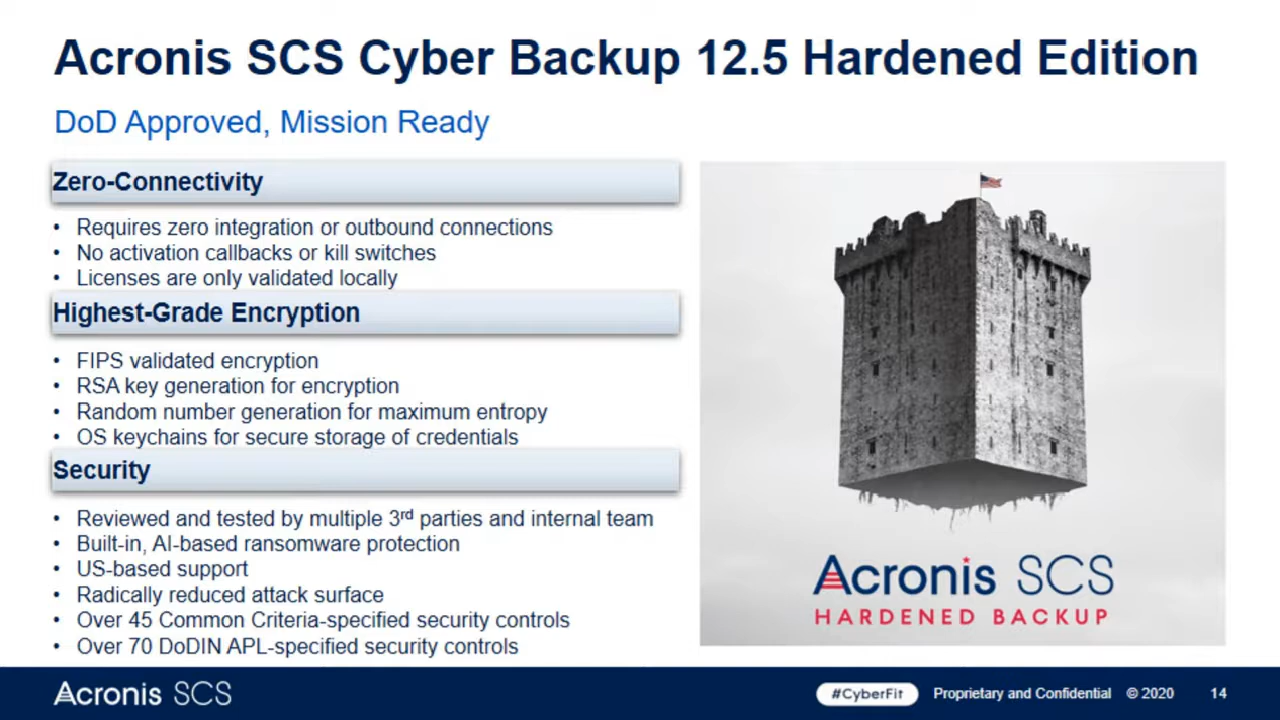 Acronis SCS Cyber Backup 12.5 Hardened Edition
DoD Approved, Mission Ready
Zero-Connectivity
• Requires zero integration or outbound connections
• No activation callbacks or kill switches
• Licenses are only validated locally
Highest-Grade Encryption
• FIPS validated encryption
• RSA key generation for encryption
• Random number generation for maximum entropy
• OS keychains for secure storage of credentials
Security
• Reviewed and tested by multiple 3rd parties and internal team
• Built-in, AI-based ransomware protection
• US-based support
• Radically reduced attack surface
• Over 45 Common Criteria-specified security controls
• Over 70 DoDIN APL-specified security controls
Acronis SCS
HARDENED BACKUP
Acronis SCS
#CyberFit Proprietary and Confidential © 2020 14